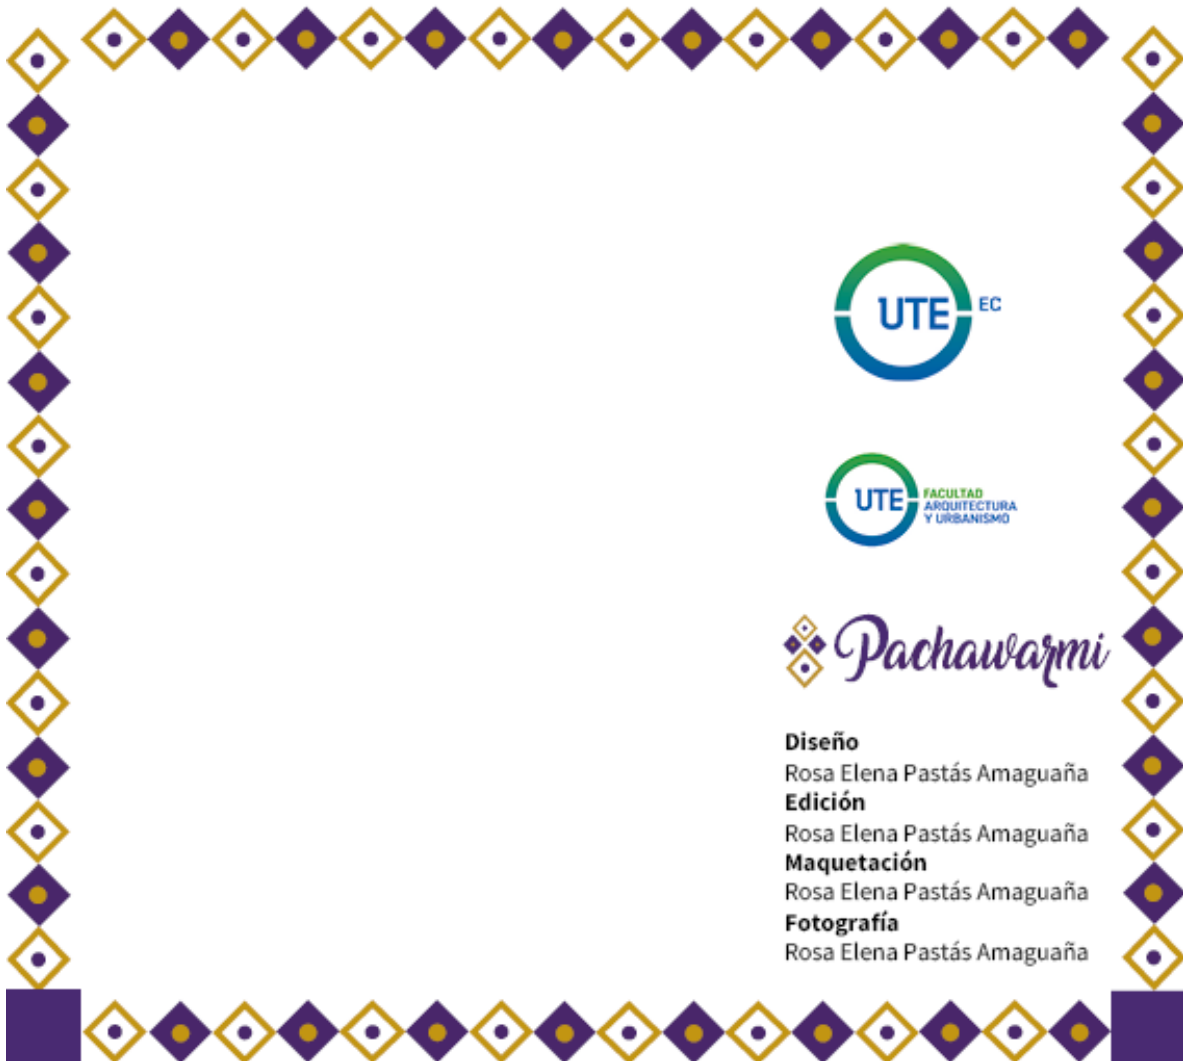 UTE EC
UTE
FACULTAD
ARQUITECTURA
Y URBANISMO
Pachawarmi
Diseño
Rosa Elena Pastás Amaguaña
Edición
Rosa Elena Pastás Amaguaña
Maquetación
Rosa Elena Pastás Amaguaña
Fotografía
Rosa Elena Pastás Amaguaña